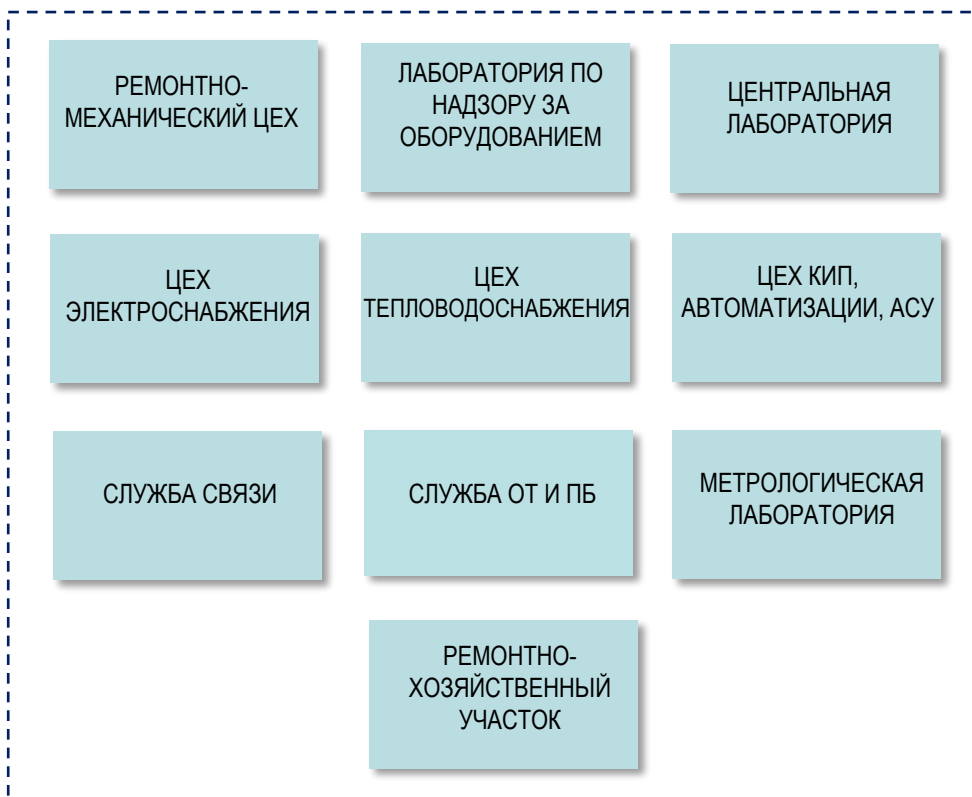 РЕМОНТНО-
МЕХАНИЧЕСКИЙ ЦЕХ
ЛАБОРАТОРИЯ ПО
НАДЗОРУ ЗА
ОБОРУДОВАНИЕМ
ЦЕНТРАЛЬНАЯ
ЛАБОРАТОРИЯ
ЦЕХ
ЭЛЕКТРОСНАБЖЕНИЯ
ЦЕХ
ТЕПЛОВОДОСНАБЖЕНИЯ
ЦЕХ КИП,
АВТОМАТИЗАЦИИ, АСУ
СЛУЖБА СВЯЗИ
СЛУЖБА ОТ И ПБ
МЕТРОЛОГИЧЕСКАЯ
ЛАБОРАТОРИЯ
РЕМОНТНО-
ХОЗЯЙСТВЕННЫЙ
УЧАСТОК